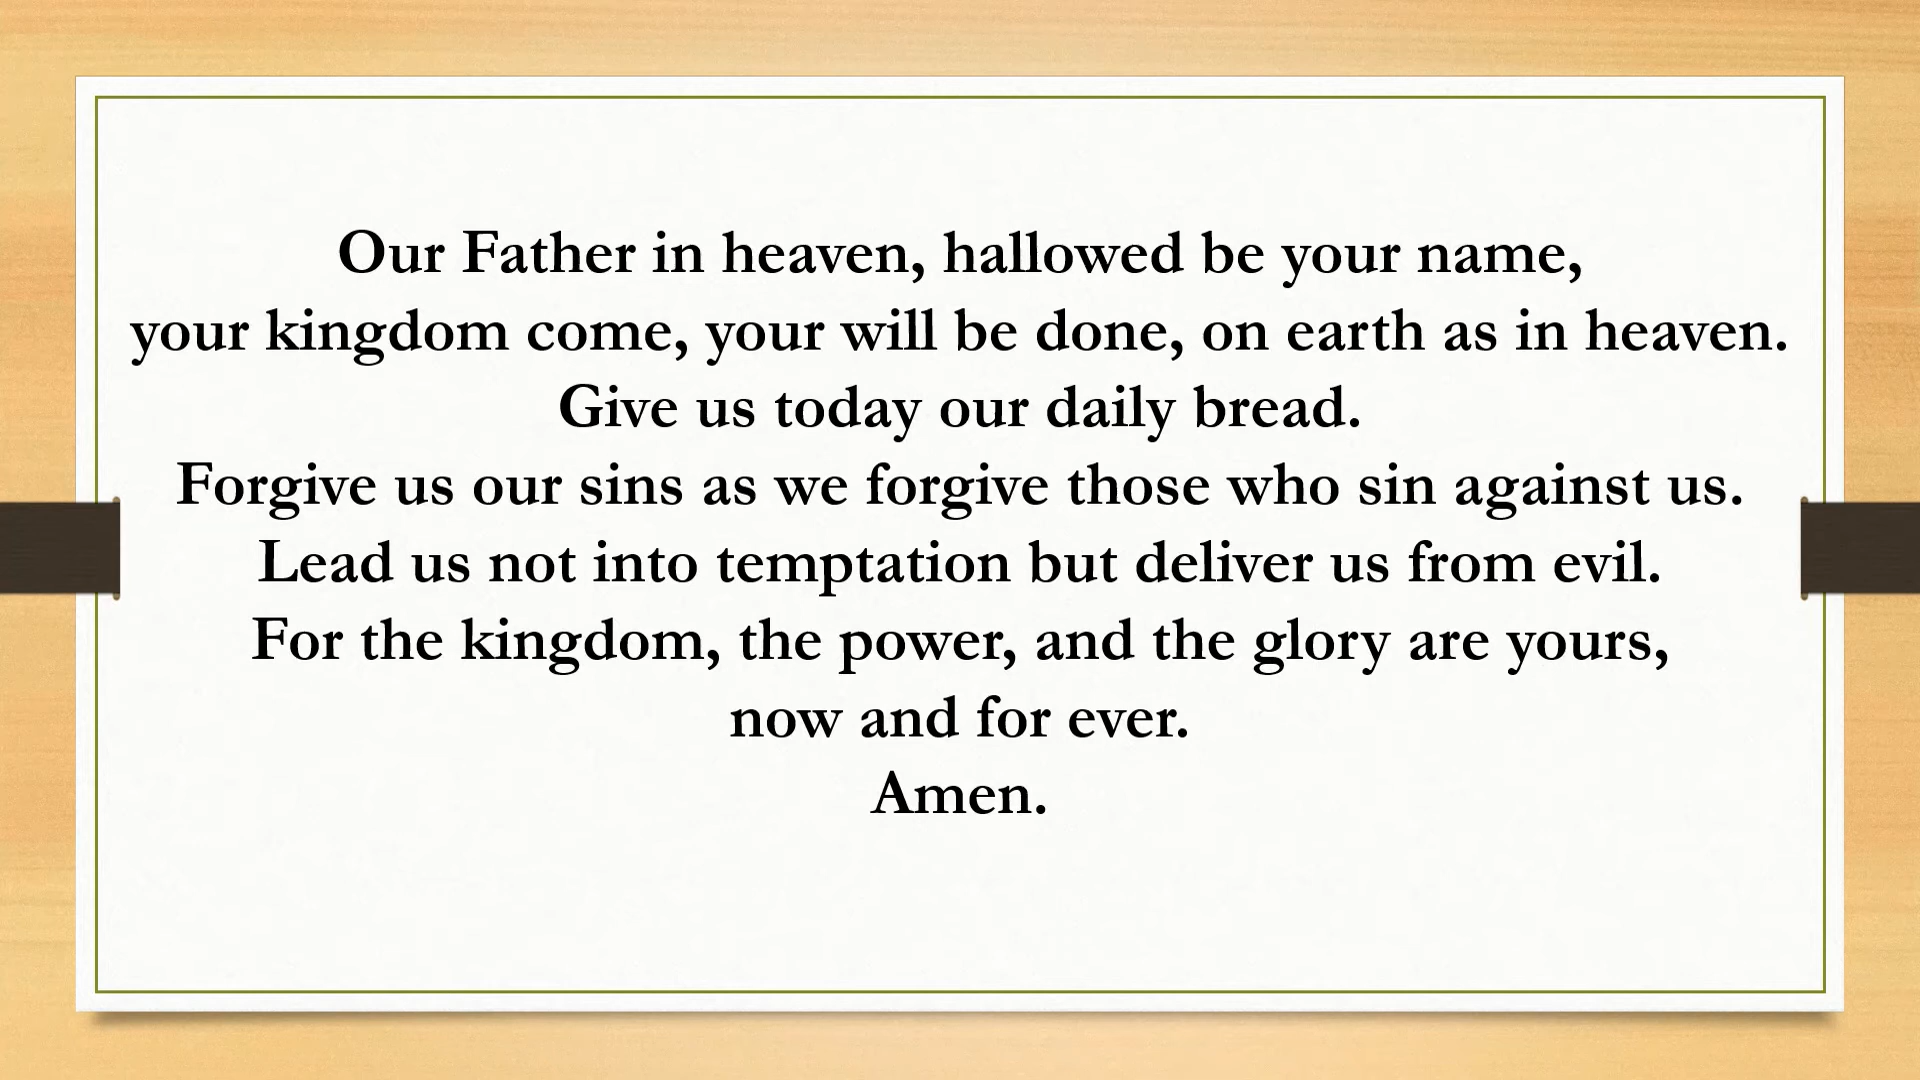 Our Father in heaven, hallowed be your name,
your kingdom come, your will be done, on earth as in heaven.
Give us today our daily bread.
Forgive us our sins as we forgive those who sin against us.
Lead us not into temptation but deliver us from evil.
For the kingdom, the power, and the glory are yours,
now and for ever.
Amen.